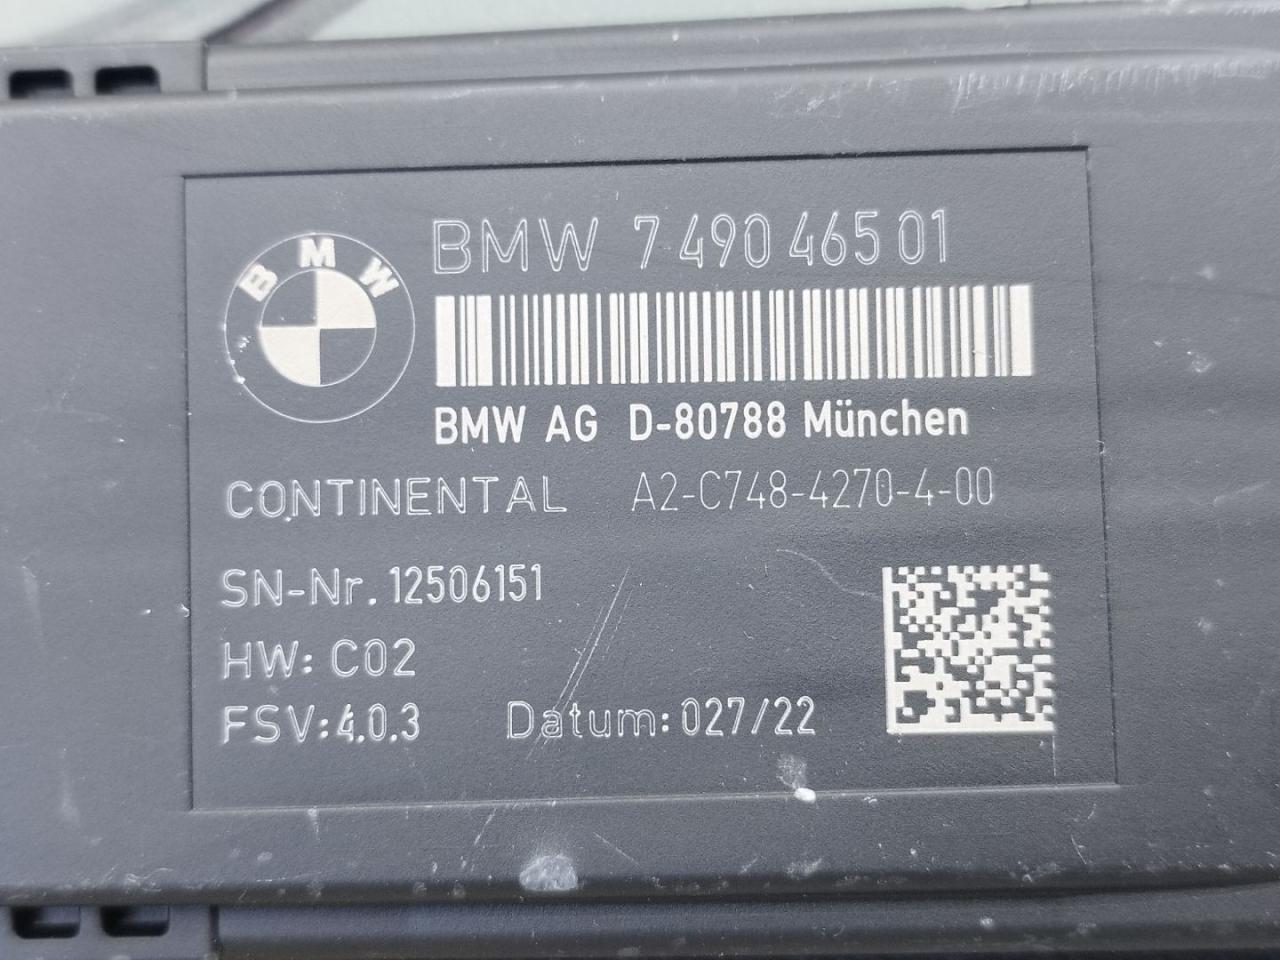 BMW
BMW 7 490 465 01
BMW AG D-80788 München
CONTINENTAL A2-C748-4270-4-00
SN-Nr. 12506151
HW: C02
FSV:4.0.3 Datum: 027/22